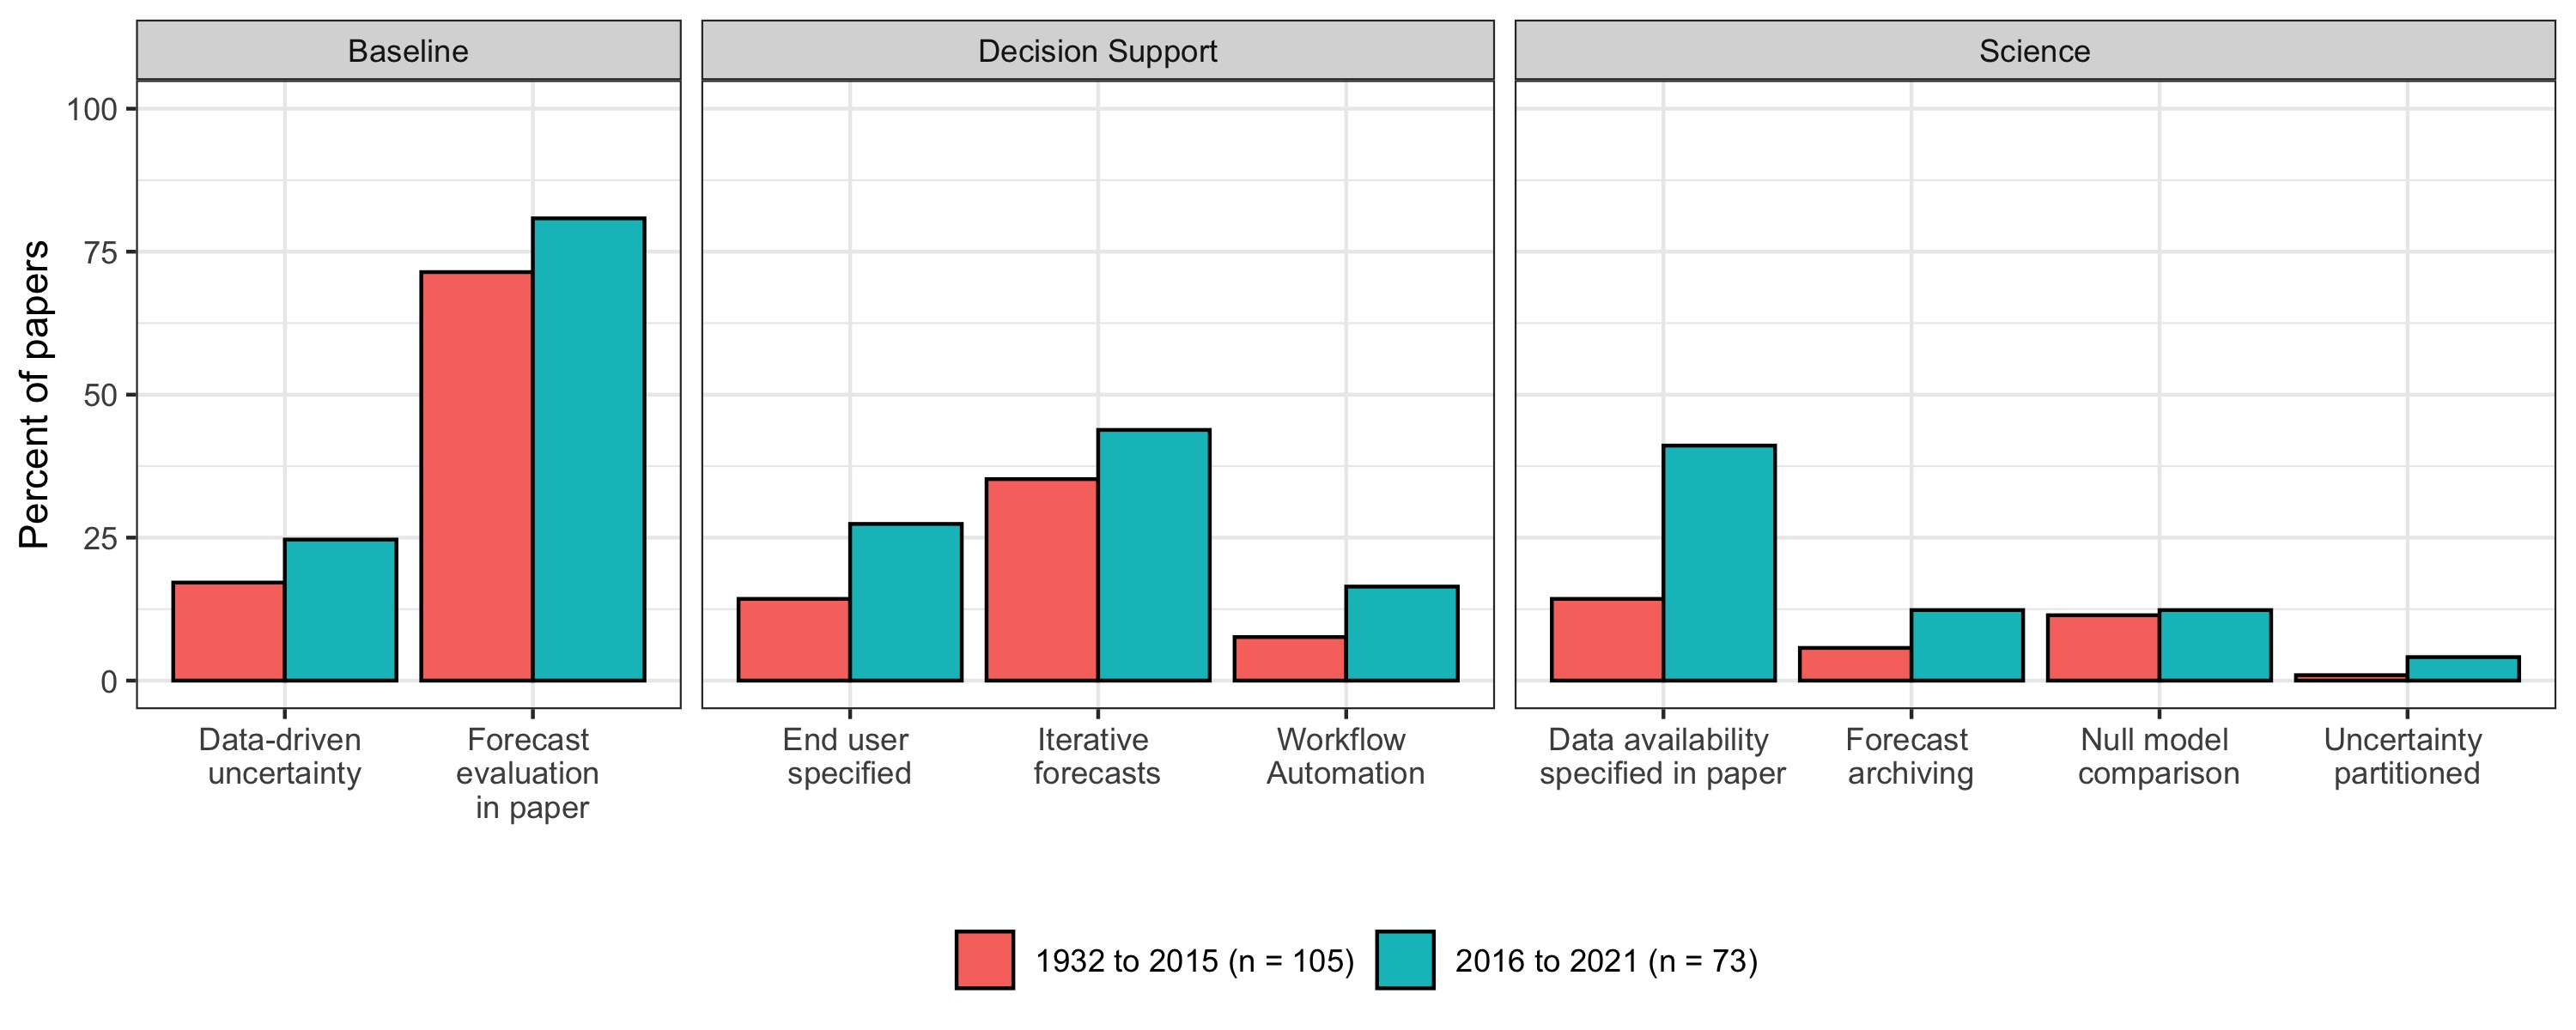 Baseline
Decision Support
Science
Percent of papers
100
75
50
25
0
Data-driven
uncertainty
Forecast
evaluation
in paper
End user
specified
Iterative
forecasts
Workflow
Automation
Data availability
specified in paper
Forecast
archiving
Null model
comparison
Uncertainty
partitioned
1932 to 2015 (n = 105)
2016 to 2021 (n = 73)